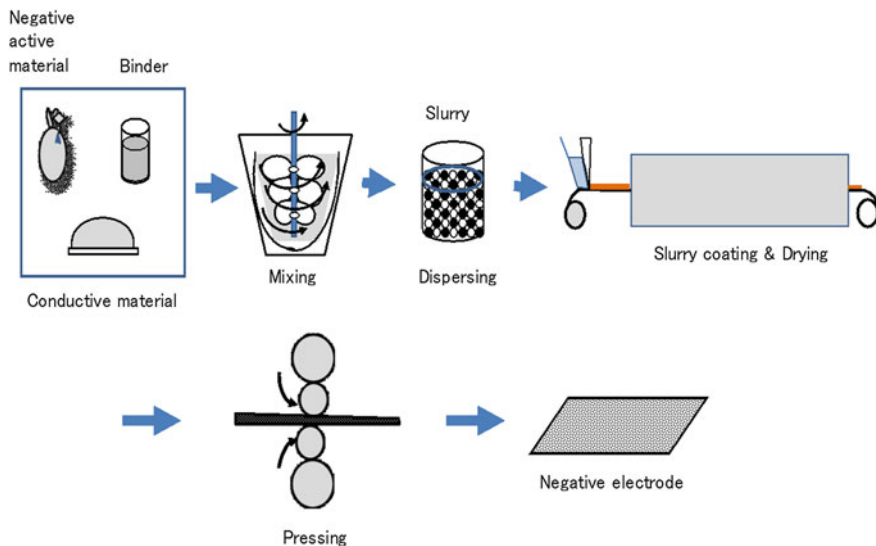 Negative
active
material
Binder
Conductive material
Mixing
Slurry
Dispersing
Slurry coating & Drying
Pressing
Negative electrode